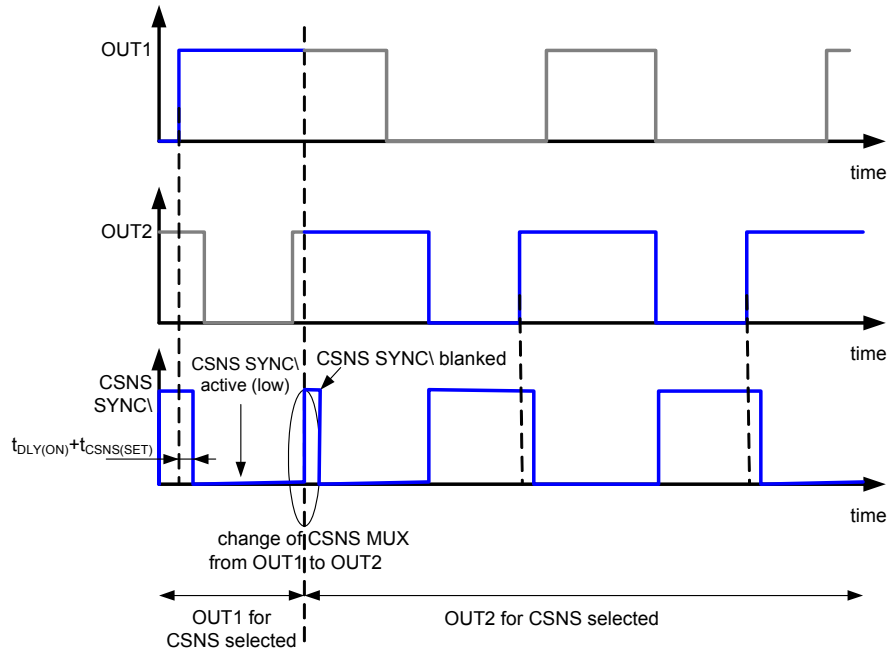 OUT1
time
OUT2
time
CSNS
SYNC\
CSNS SYNC\
active (low)
CSNS SYNC\ blanked
tDLY(ON)+tCSNS(SET)
time
change of CSNS MUX
from OUT1 to OUT2
OUT1 for
CSNS selected
OUT2 for CSNS selected